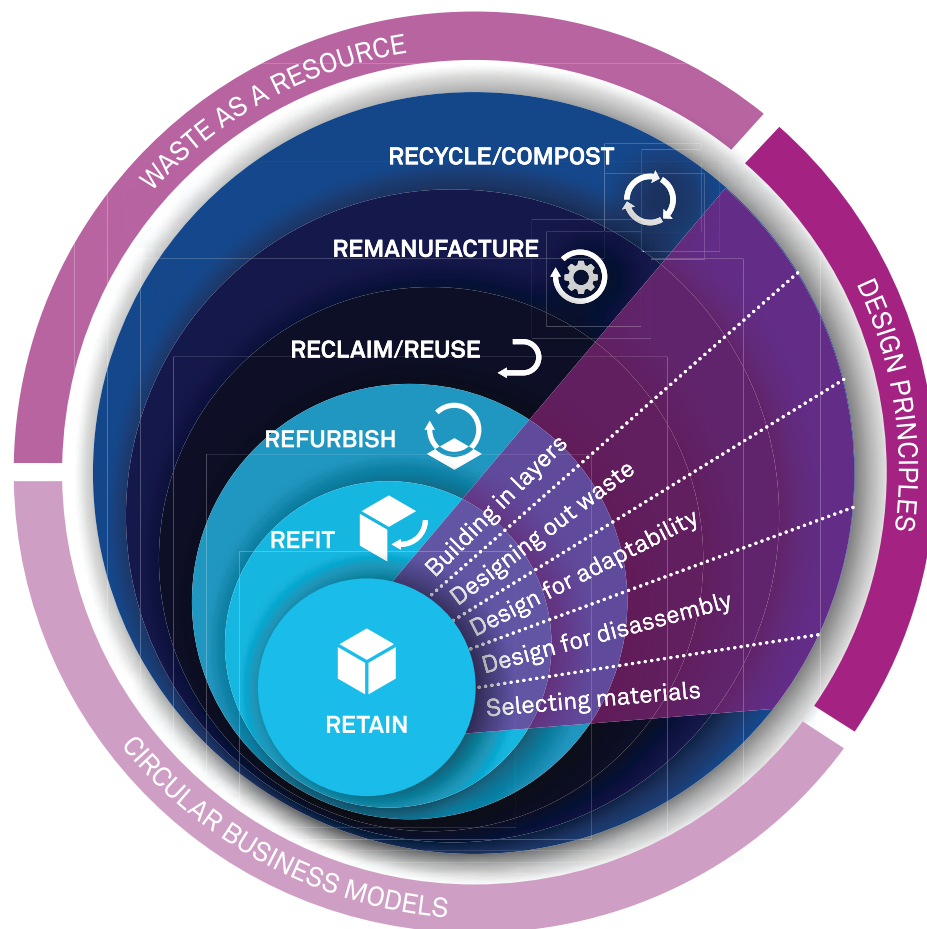 WASTE AS A RESOURCE
RECYCLE/COMPOST
REMANUFACTURE
RECLAIM/REUSE
REFURBISH
REFIT
RETAIN
Building in layers
Designing out waste
Design for adaptability
Design for disassembly
Selecting materials
DESIGN PRINCIPLES
CIRCULAR BUSINESS MODELS